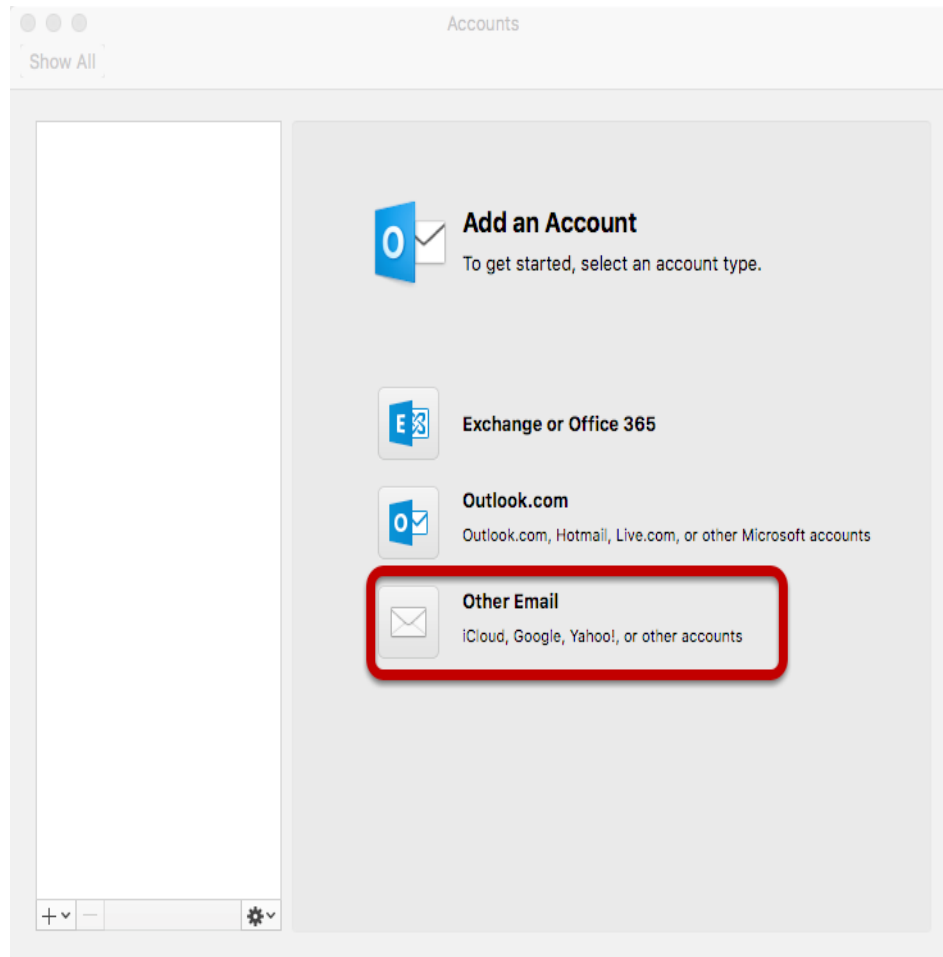 Accounts
Show All
Add an Account
To get started, select an account type.
Exchange or Office 365
Outlook.com
Outlook.com, Hotmail, Live.com, or other Microsoft accounts
Other Email
iCloud, Google, Yahoo!, or other accounts